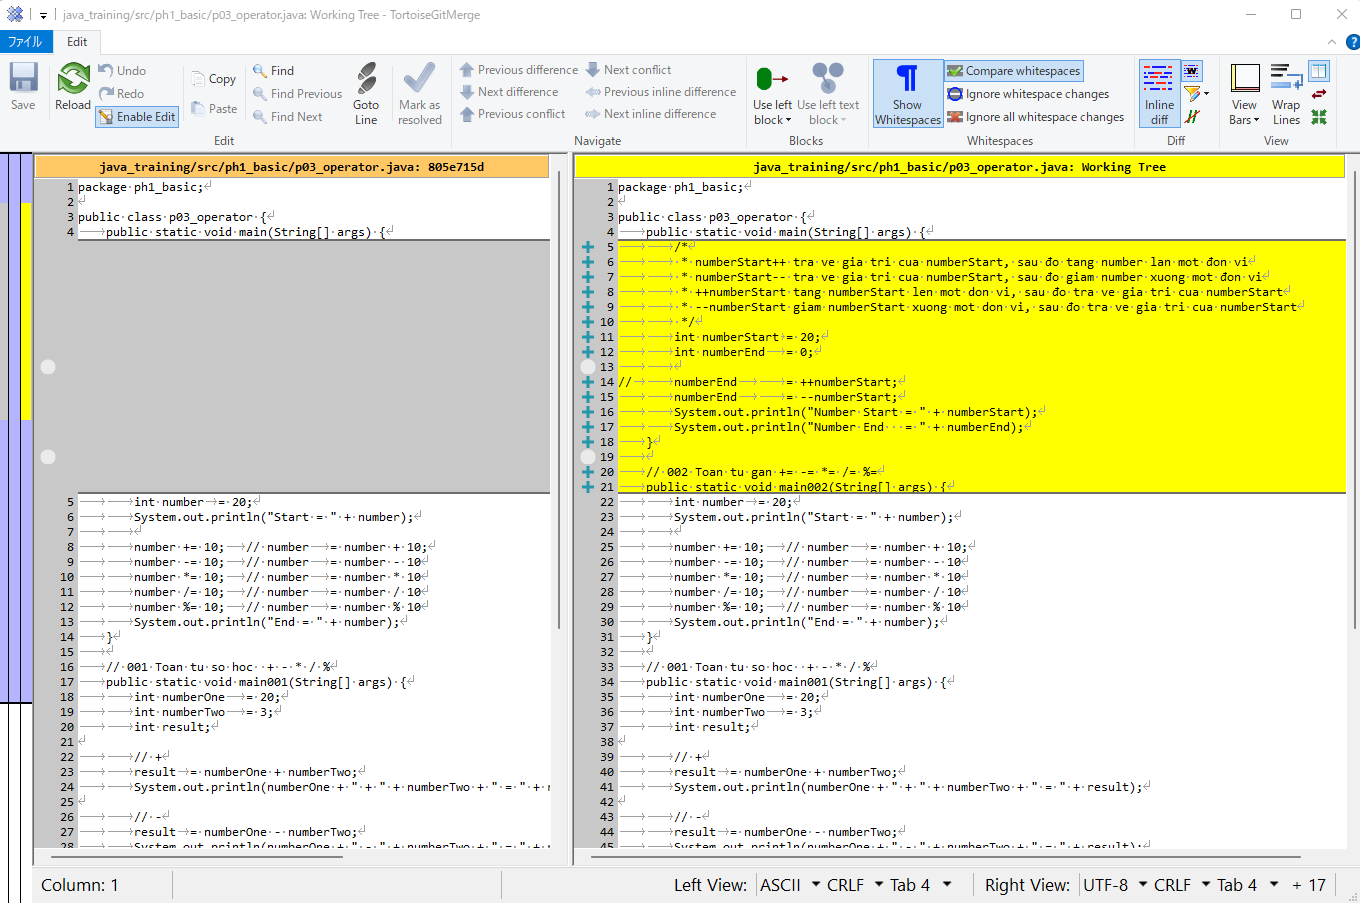 java_training/src/ph1_basic/p03_operator.java: Working Tree - TortoiseGitMerge
ファイル Edit
Save Reload Undo Redo Enable Edit Copy Paste Find Find Previous Find Next Goto Line Mark as resolved
Edit
Previous difference Next difference Previous conflict Next conflict Previous inline difference Next inline difference
Navigate
Use left block Use left text block
Blocks
Show Whitespaces Compare whitespaces Ignore whitespace changes Ignore all whitespace changes
Whitespaces
Inline diff
Diff
View Bars Wrap Lines
View
java_training/src/ph1_basic/p03_operator.java: 805e715d
1 package ph1_basic;
2
3 public class p03_operator {
4 public static void main(String[] args) {
5 int number = 20;
6 System.out.println("Start = " + number);
7
8 number += 10; // number = number + 10;
9 number -= 10; // number = number - 10
10 number *= 10; // number = number * 10
11 number /= 10; // number = number / 10
12 number %= 10; // number = number % 10
13 System.out.println("End = " + number);
14 }
15
16 // 001 Toan tu so hoc  + - * / %
17 public static void main001(String[] args) {
18 int numberOne = 20;
19 int numberTwo = 3;
20 int result;
21
22 // +
23 result = numberOne + numberTwo;
24 System.out.println(numberOne + " + " + numberTwo + " = " +
25
26 // -
27 result = numberOne - numberTwo;
28 System.out.println(numberOne + " - " + numberTwo + " = " +
java_training/src/ph1_basic/p03_operator.java: Working Tree
1 package ph1_basic;
2
3 public class p03_operator {
4 public static void main(String[] args) {
5 /*
6 * numberStart++ tra ve gia tri cua numberStart, sau đo tang number lan mot đon vi
7 * numberStart-- tra ve gia tri cua numberStart, sau đo giam number xuong mot đon vi
8 * ++numberStart tang numberStart len mot don vi, sau đo tra ve gia tri cua numberStart
9 * --numberStart giam numberStart xuong mot don vi, sau đo tra ve gia tri cua numberStart
10 */
11 int numberStart = 20;
12 int numberEnd = 0;
13
14 // numberEnd = ++numberStart;
15 numberEnd = --numberStart;
16 System.out.println("Number Start = " + numberStart);
17 System.out.println("Number End   = " + numberEnd);
18 }
19
20 // 002 Toan tu gan += -= *= /= %=
21 public static void main002(String[] args) {
22 int number = 20;
23 System.out.println("Start = " + number);
24
25 number += 10; // number = number + 10;
26 number -= 10; // number = number - 10
27 number *= 10; // number = number * 10
28 number /= 10; // number = number / 10
29 number %= 10; // number = number % 10
30 System.out.println("End = " + number);
31 }
32
33 // 001 Toan tu so hoc  + - * / %
34 public static void main001(String[] args) {
35 int numberOne = 20;
36 int numberTwo = 3;
37 int result;
38
39 // +
40 result = numberOne + numberTwo;
41 System.out.println(numberOne + " + " + numberTwo + " = " + result);
42
43 // -
44 result = numberOne - numberTwo;
45 System.out.println(numberOne + " - " + numberTwo + " = " + result);
Column: 1 Left View: ASCII CRLF Tab 4 Right View: UTF-8 CRLF Tab 4 + 17